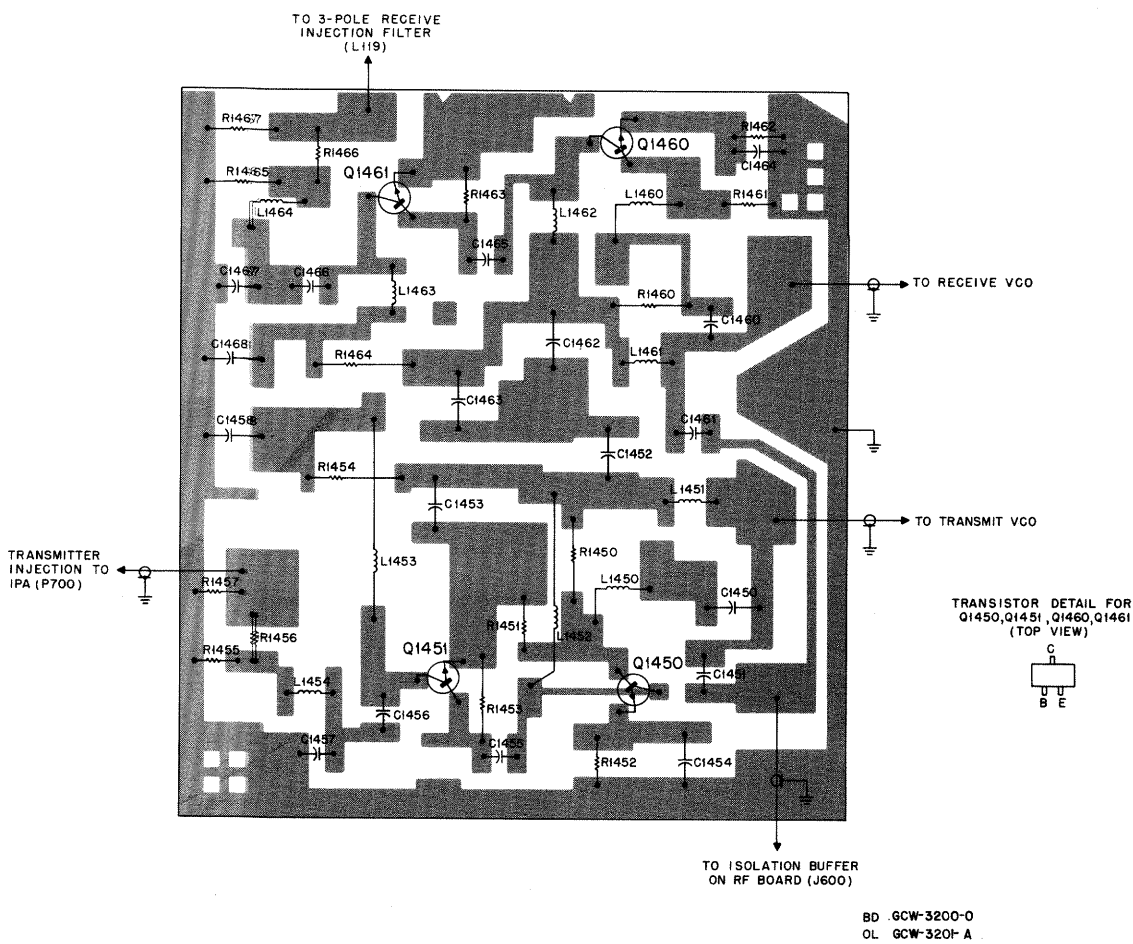 TO 3-POLE RECEIVE
INJECTION FILTER
(L119)
R1467
R1466
Q1461
R1465
L1464
R1463
Q1460
R1462
C1464
L1460
R1461
L1462
C1465
C1467
C1466
L1463
R1460
C1460
TO RECEIVE VCO
C1468
R1464
C1462
L1461
C1463
C1458
C1461
C1452
R1454
C1453
L1451
TO TRANSMIT VCO
TRANSMITTER
INJECTION TO
IPA (P700)
R1457
L1453
R1450
L1450
C1450
R1456
R1451
L1452
R1455
Q1451
Q1450
C1451
L1454
C1456
R1453
C1457
C1455
R1452
C1454
TRANSISTOR DETAIL FOR
Q1450,Q1451,Q1460,Q1461
(TOP VIEW)
C
B E
TO ISOLATION BUFFER
ON RF BOARD (J600)
BD GCW-3200-0
OL GCW-3201-A